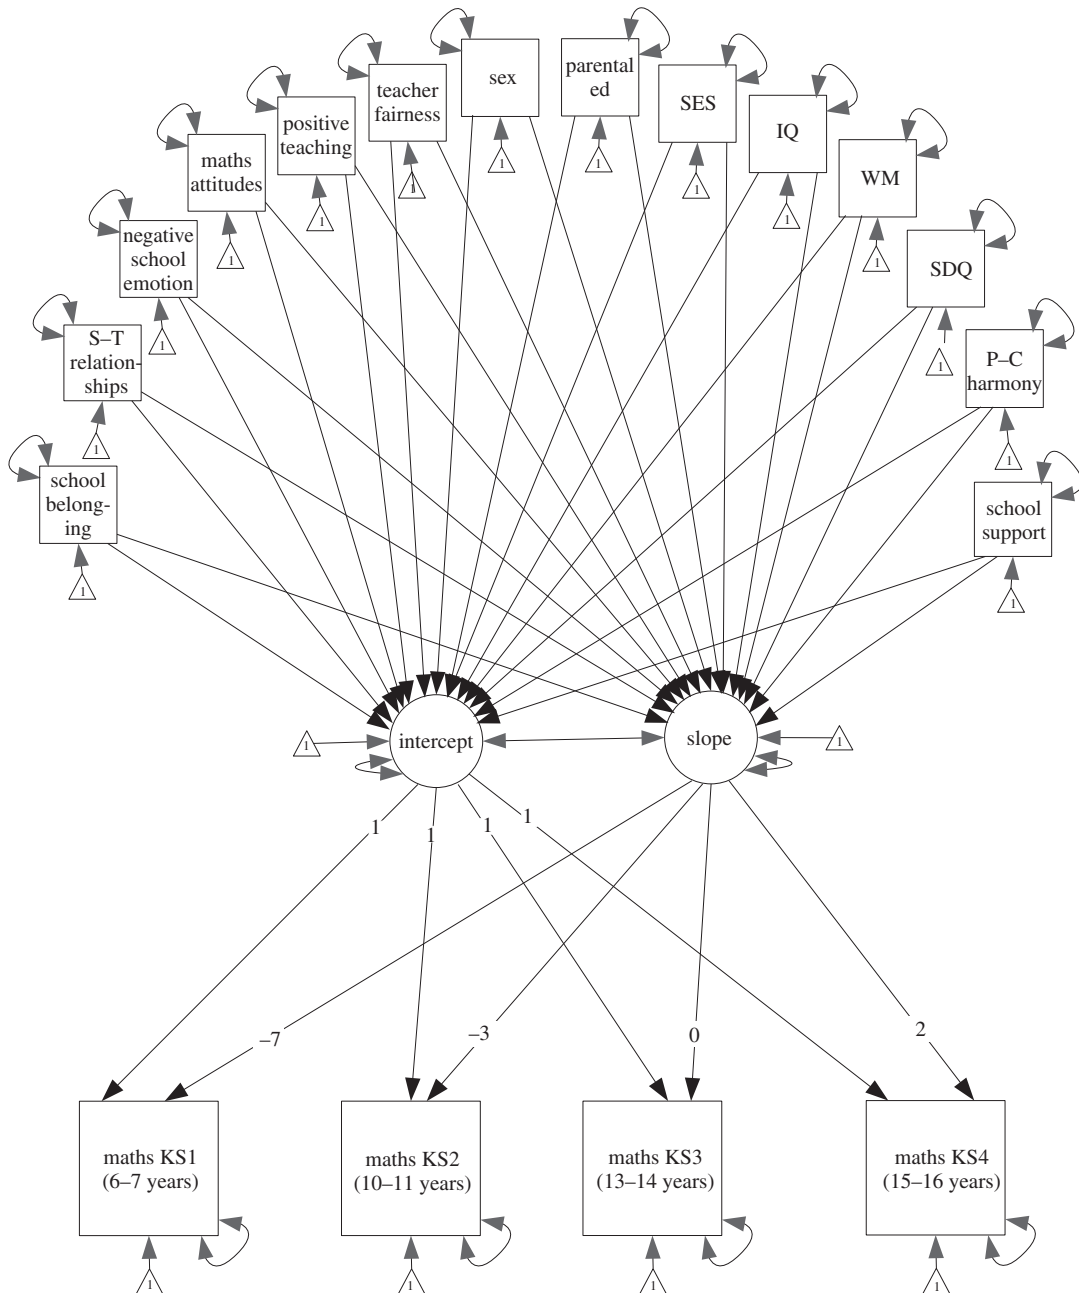 sex
parental
ed
teacher
fairness
SES
positive
teaching
IQ
maths
attitudes
WM
negative
school
emotion
SDQ
S–T
relation-
ships
P–C
harmony
school
belong-
ing
school
support
1
1
1
1
1
1
1
1
1
1
1
1
1
1
intercept
slope
1
1
1
1
1
1
–7
–3
0
2
maths KS1
(6–7 years)
maths KS2
(10–11 years)
maths KS3
(13–14 years)
maths KS4
(15–16 years)
1
1
1
1